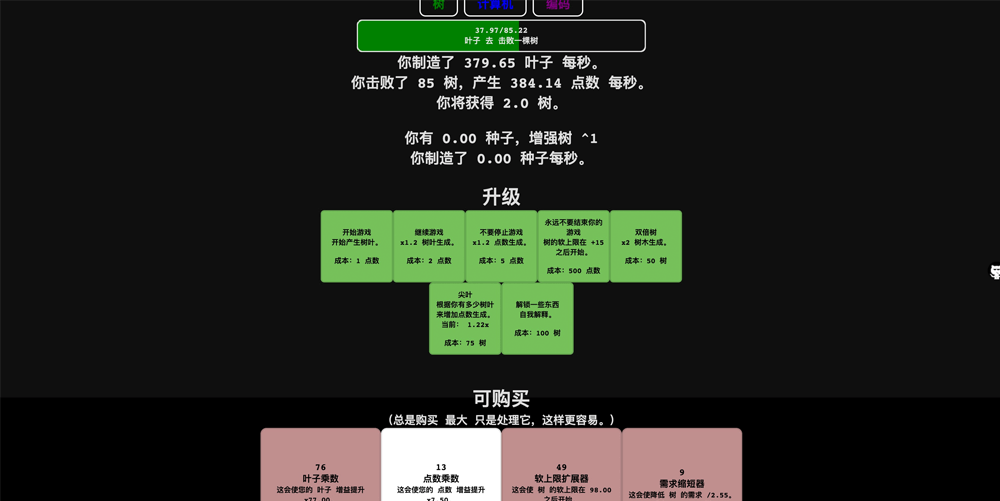 树 计算机 编码
37.97/85.22
叶子 去 击败一棵树
你制造了 379.65 叶子 每秒。
你击败了 85 树，产生 384.14 点数 每秒。
你将获得 2.0 树。
你有 0.00 种子，增强树 ^1
你制造了 0.00 种子每秒。
升级
开始游戏
开始产生树叶。
成本：1 点数
继续游戏
x1.2 树叶生成。
成本：2 点数
不要停止游戏
x1.2 点数生成。
成本：5 点数
永远不要结束你的
游戏
树的软上限在 +15
之后开始。
成本：500 点数
双倍树
x2 树木生成。
成本：50 树
尖叶
根据你有多少树叶
来增加点数生成。
当前： 1.22x
成本：75 树
解锁一些东西
自我解释。
成本：100 树
可购买
（总是购买 最大 只是处理它，这样更容易。）
76
叶子乘数
这会使您的 叶子 增益提升
x77.00
13
点数乘数
这会使您的 点数 增益提升
x7.50
49
软上限扩展器
这会使 树 的软上限在 98.00
之后开始
9
需求缩短器
这会使降低 树 的需求 /2.55。